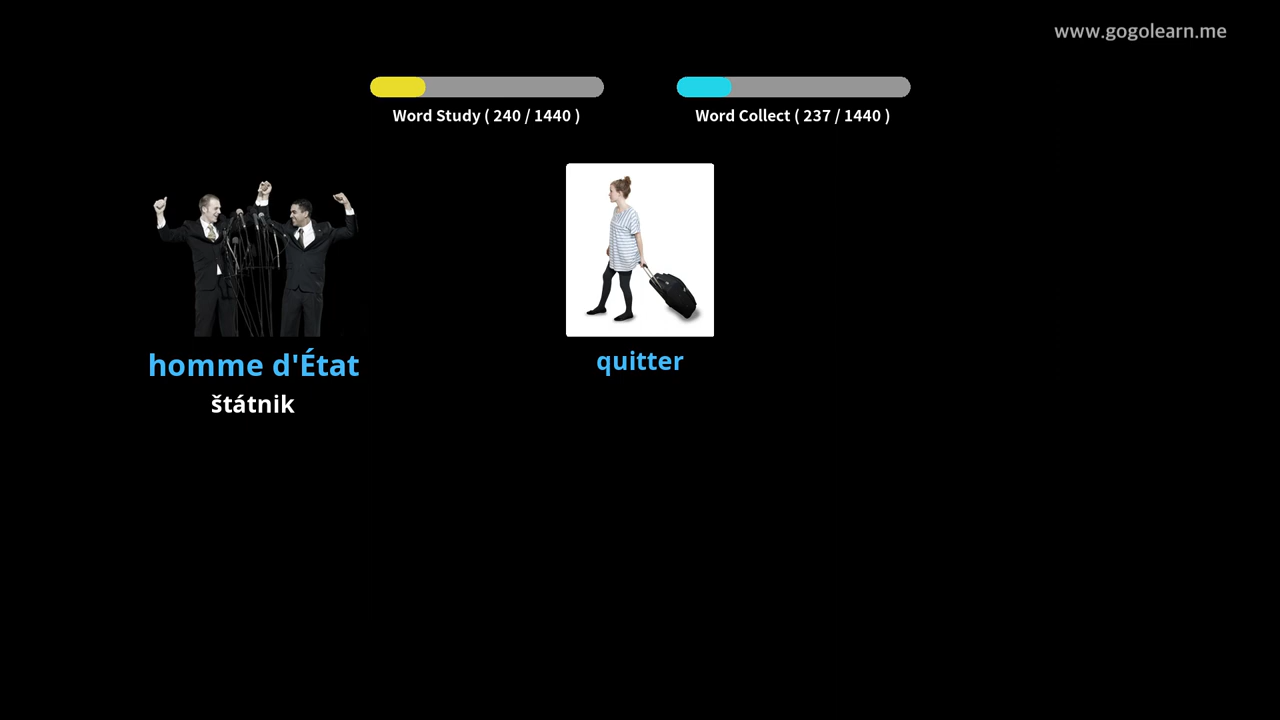 www.gogolearn.me
Word Study ( 240 / 1440 )
Word Collect ( 237 / 1440 )
homme d'État
štátnik
quitter